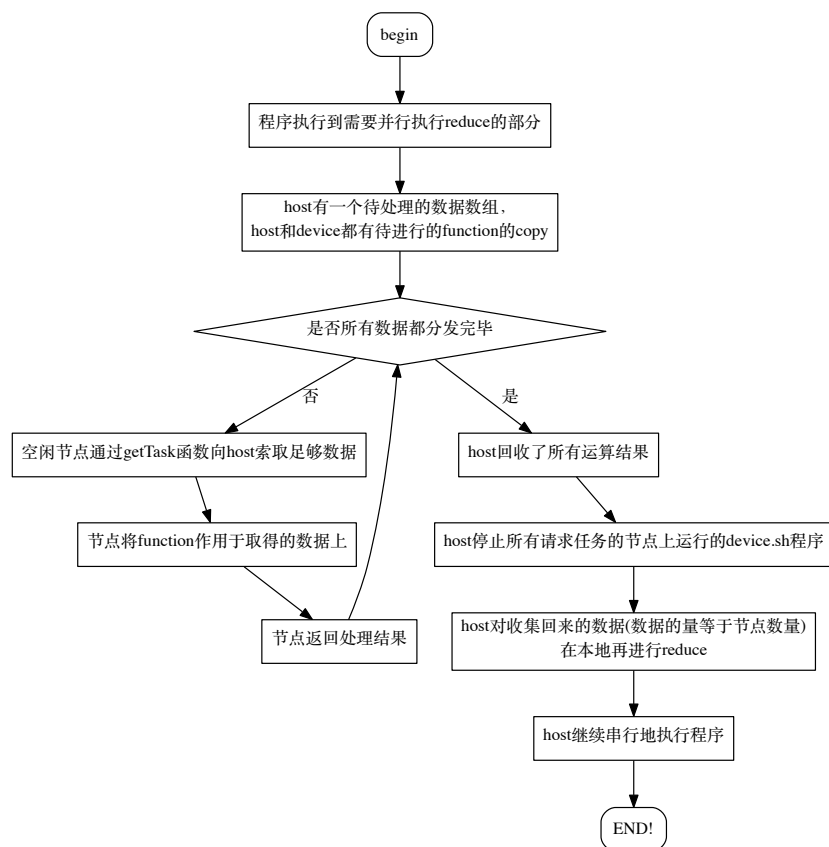 begin
程序执行到需要并行执行reduce的部分
host有一个待处理的数据数组，
host和device都有待进行的function的copy
是否所有数据都分发完毕
否
是
空闲节点通过getTask函数向host索取足够数据
host回收了所有运算结果
节点将function作用于取得的数据上
host停止所有请求任务的节点上运行的device.sh程序
节点返回处理结果
host对收集回来的数据(数据的量等于节点数量)
在本地再进行reduce
host继续串行地执行程序
END!